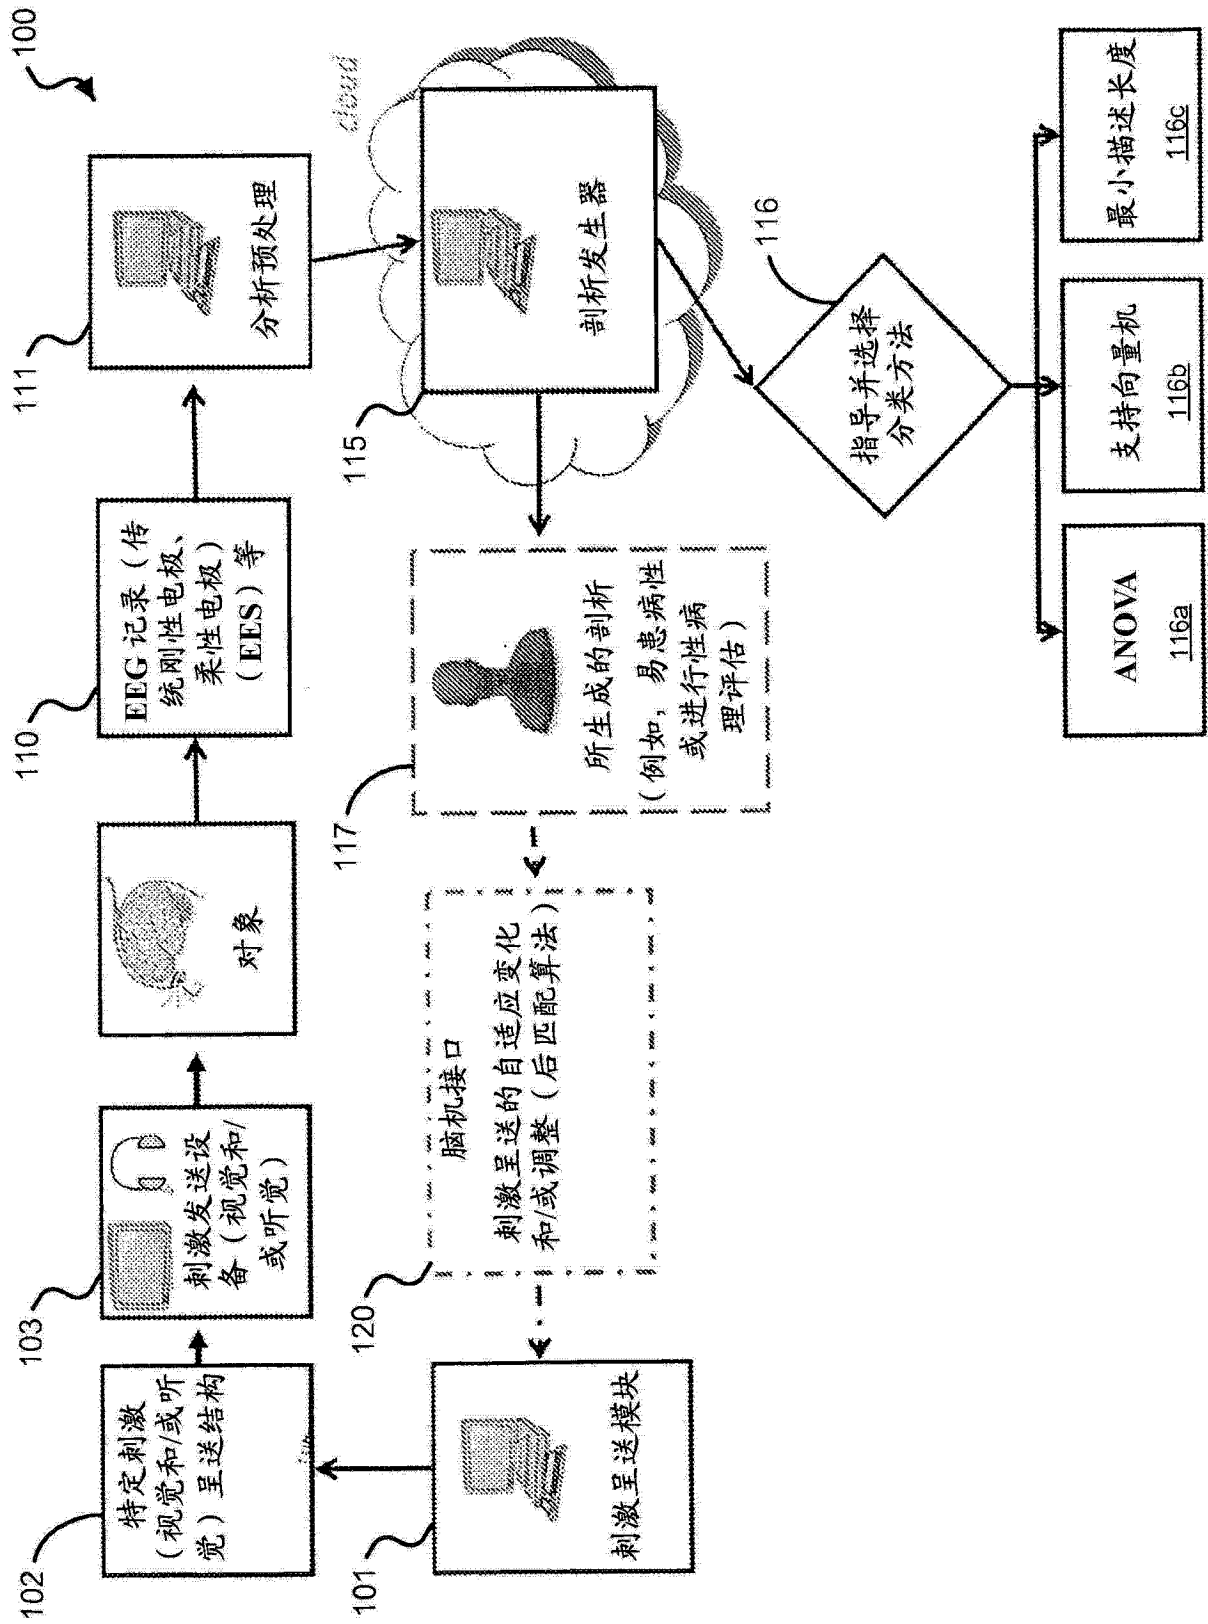 100
102
特定刺激
(视觉和/或听
觉）呈送结构
103
刺激发送设
备（视觉和/
或听觉）
对象
110
EEG 记录（传
统刚性电极、
柔性电极）
(EES) 等
111
分析预处理
101
刺激呈送模块
120
脑机接口
刺激呈送的自适应变化
和/或调整（后匹配算法）
117
所生成的剖析
（例如，易患病性
或进行性病
理评估）
115
cloud
剖析发生器
116
指导并选择
分类方法
ANOVA
116a
支持向量机
116b
最小描述长度
116c